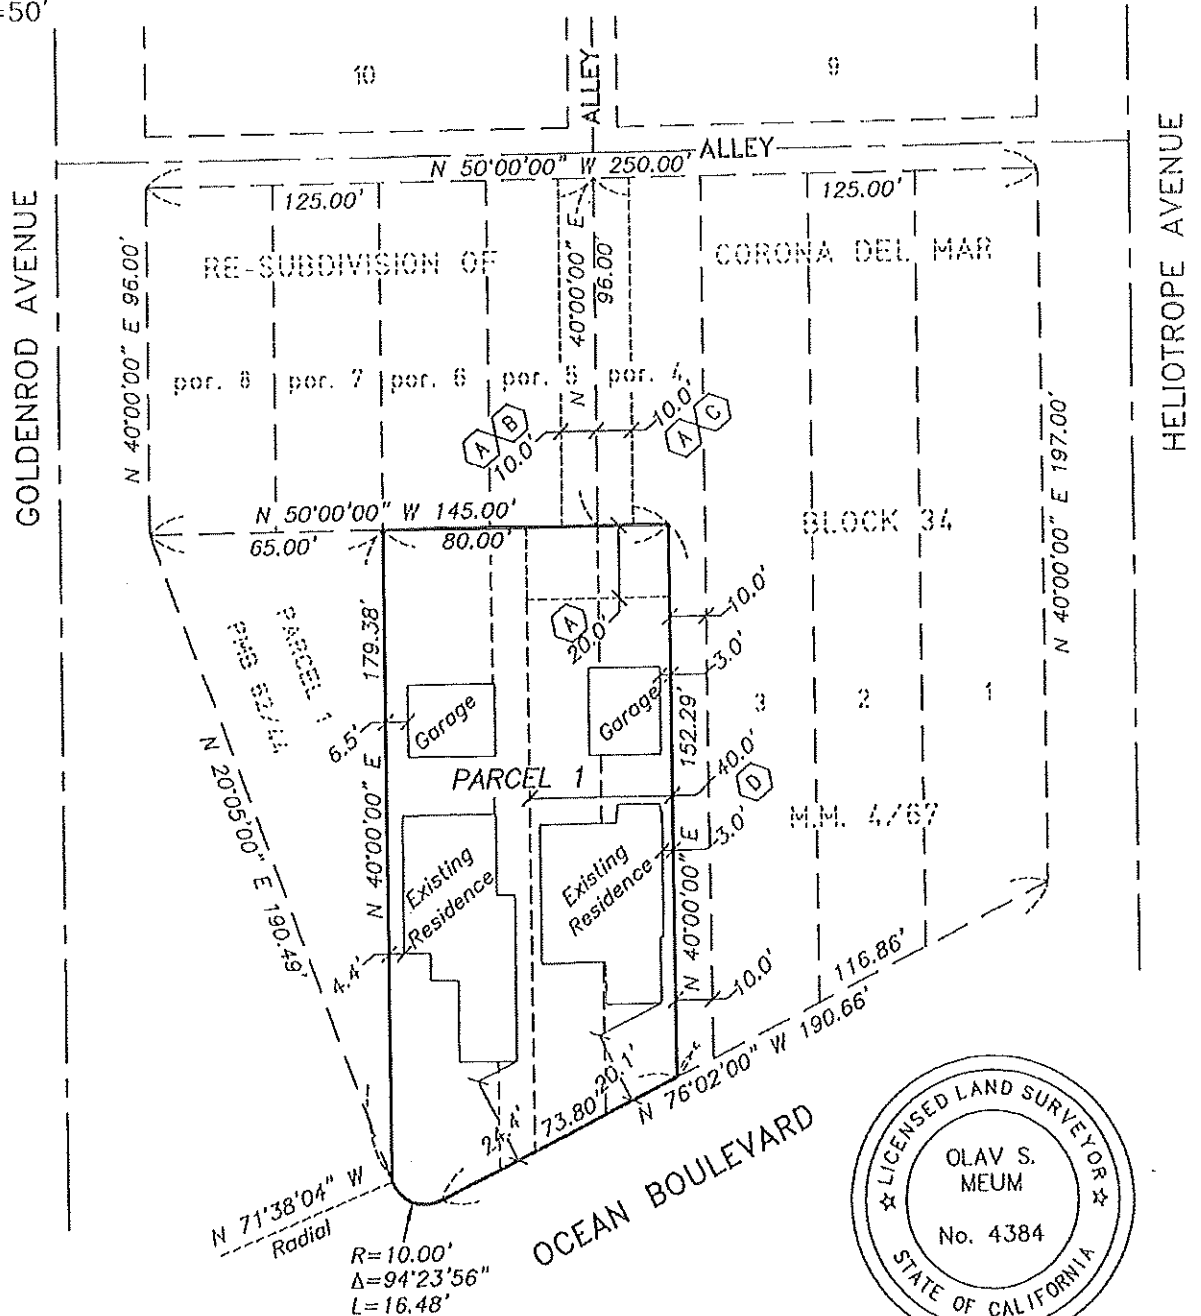 =50'
10
9
ALLEY
ALLEY
N 50°00'00" W 250.00'
125.00'
125.00'
GOLDENROD AVENUE
HELIOTROPE AVENUE
N 40°00'00" E 96.00'
N 40°00'00" E
96.00'
RE-SUBDIVISION OF
CORONA DEL MAR
por. 8
por. 7
por. 6
por. 5
por. 4
A
B
10.0'
10.0'
A
C
N 40°00'00" E 197.00'
N 50°00'00" W 145.00'
65.00'
80.00'
BLOCK 34
PARCEL 1
PMB 82/44
179.38'
N 40°00'00" E
A
20.0'
10.0'
3.0'
Garage
Garage
6.5'
152.29'
N 40°00'00" E
3
2
1
40.0'
D
PARCEL 1
M.M. 4/67
3.0'
N 20°05'00" E 190.49'
Existing
Residence
Existing
Residence
4.4'
10.0'
116.86'
N 76°02'00" W 190.66'
20.1'
73.80'
24.4'
OCEAN BOULEVARD
N 71°38'04" W
Radial
R=10.00'
Δ=94°23'56"
L=16.48'
LICENSED LAND SURVEYOR
OLAV S.
MEUM
No. 4384
STATE OF CALIFORNIA